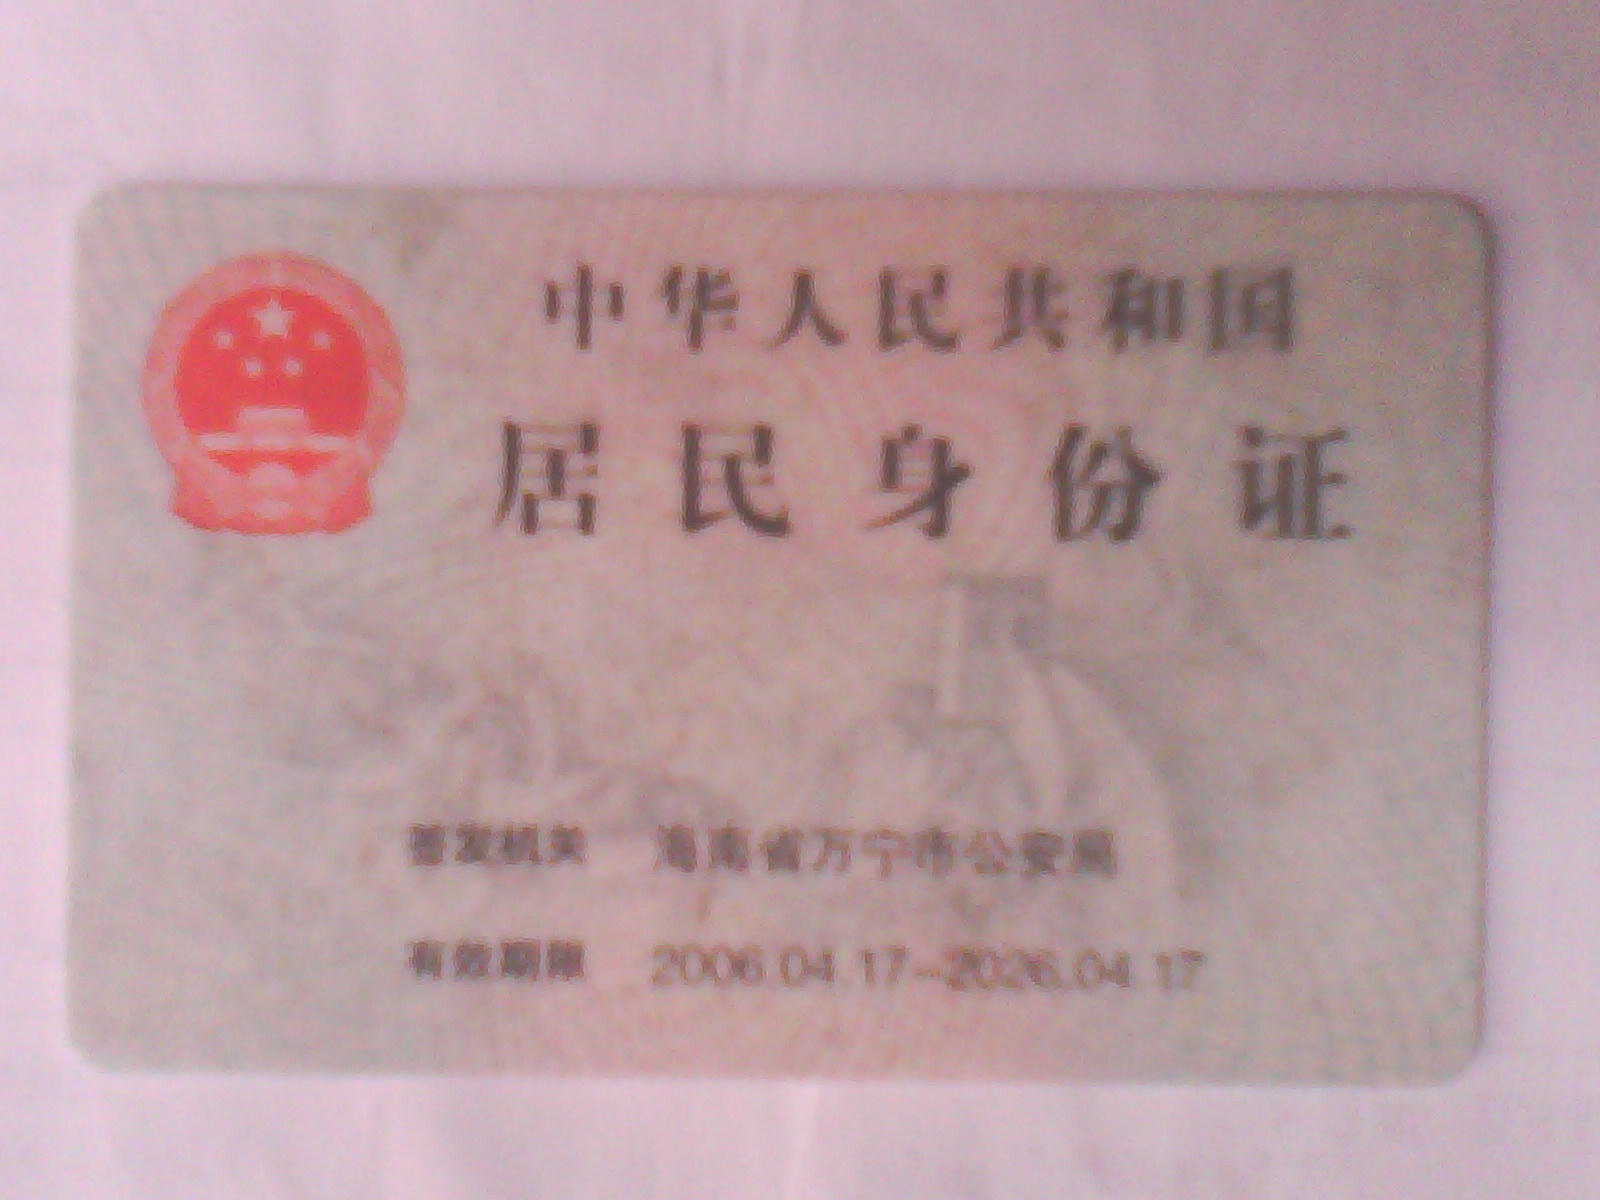 中华人民共和国
居民身份证
签发机关 海南省万宁市公安局
有效期限 2006.04.17-2026.04.17